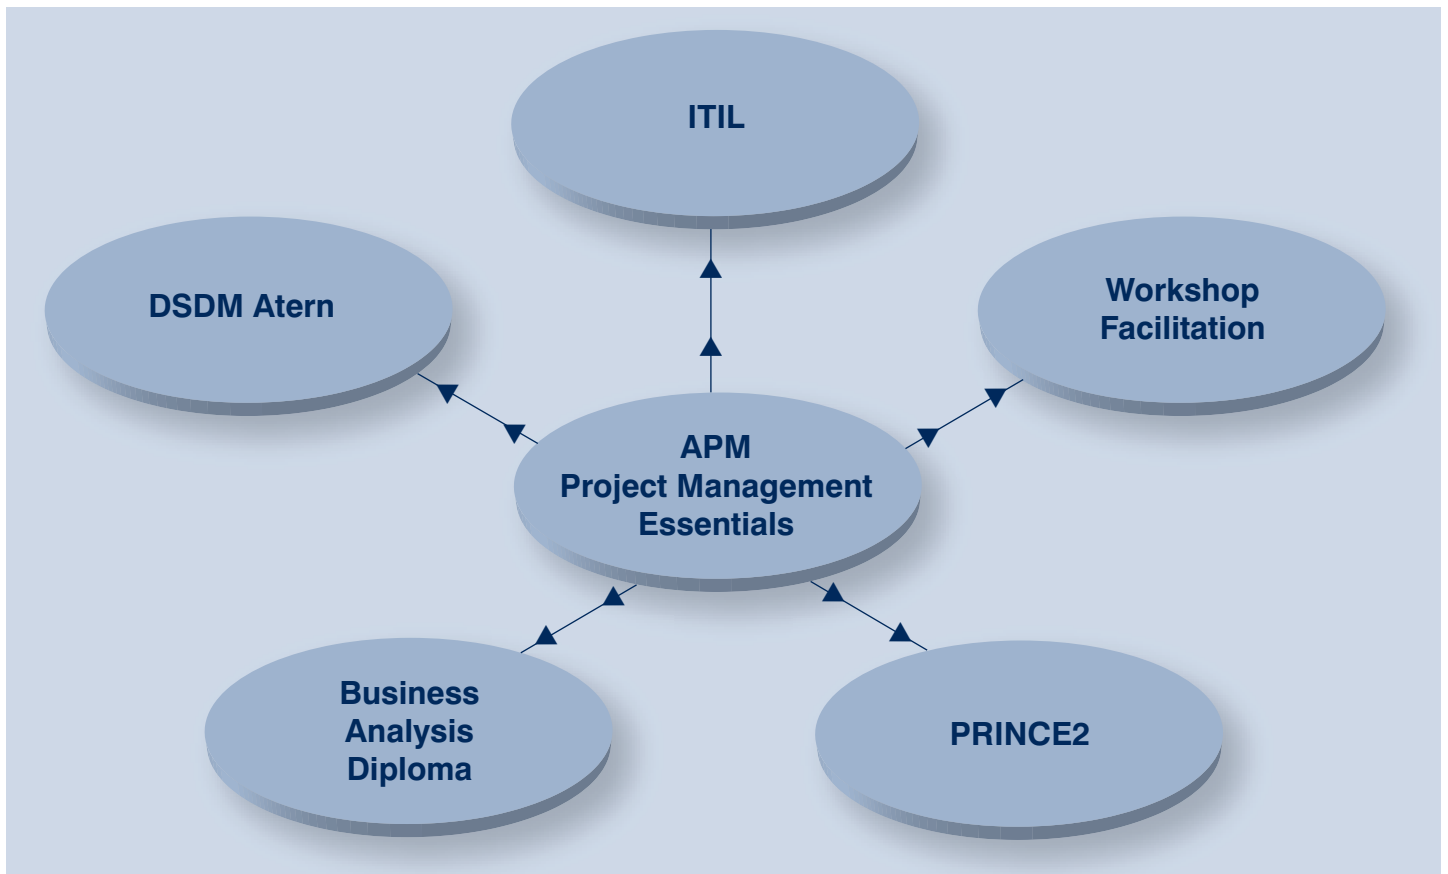 ITIL
DSDM Atern
Workshop
Facilitation
APM
Project Management
Essentials
Business
Analysis
Diploma
PRINCE2